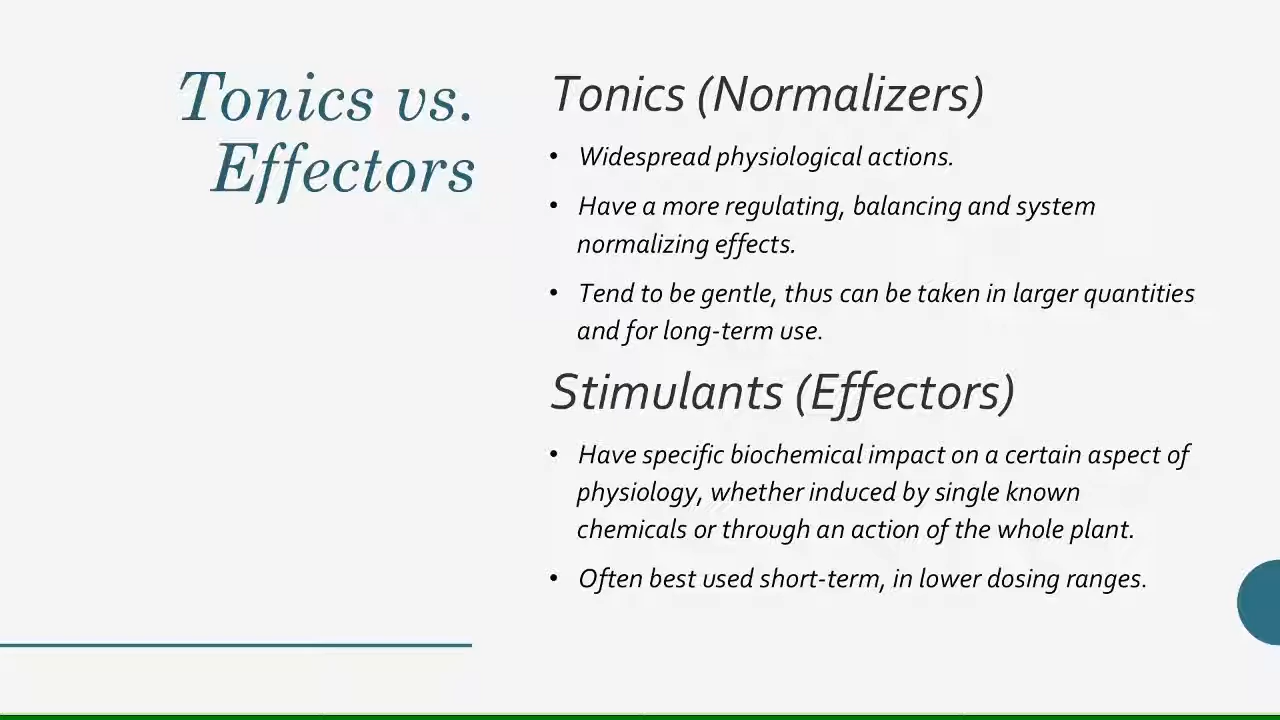 Tonics vs.
Effectors
Tonics (Normalizers)
• Widespread physiological actions.
• Have a more regulating, balancing and system
normalizing effects.
• Tend to be gentle, thus can be taken in larger quantities
and for long-term use.
Stimulants (Effectors)
• Have specific biochemical impact on a certain aspect of
physiology, whether induced by single known
chemicals or through an action of the whole plant.
• Often best used short-term, in lower dosing ranges.